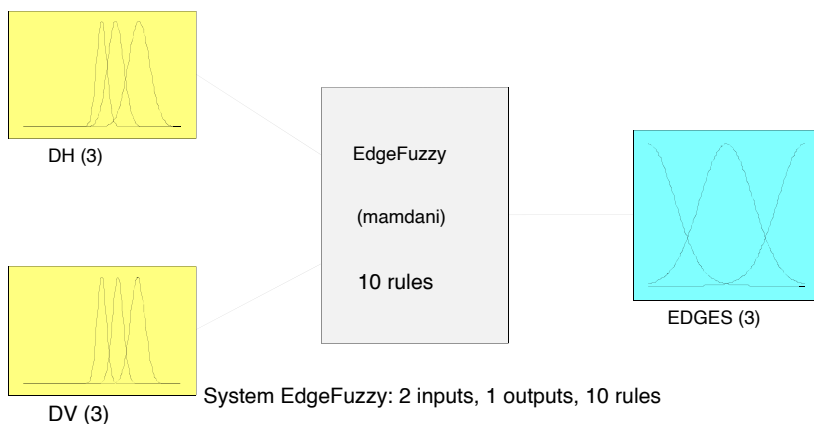 DH (3)
EdgeFuzzy
(mamdani)
10 rules
EDGES (3)
DV (3)
System EdgeFuzzy: 2 inputs, 1 outputs, 10 rules